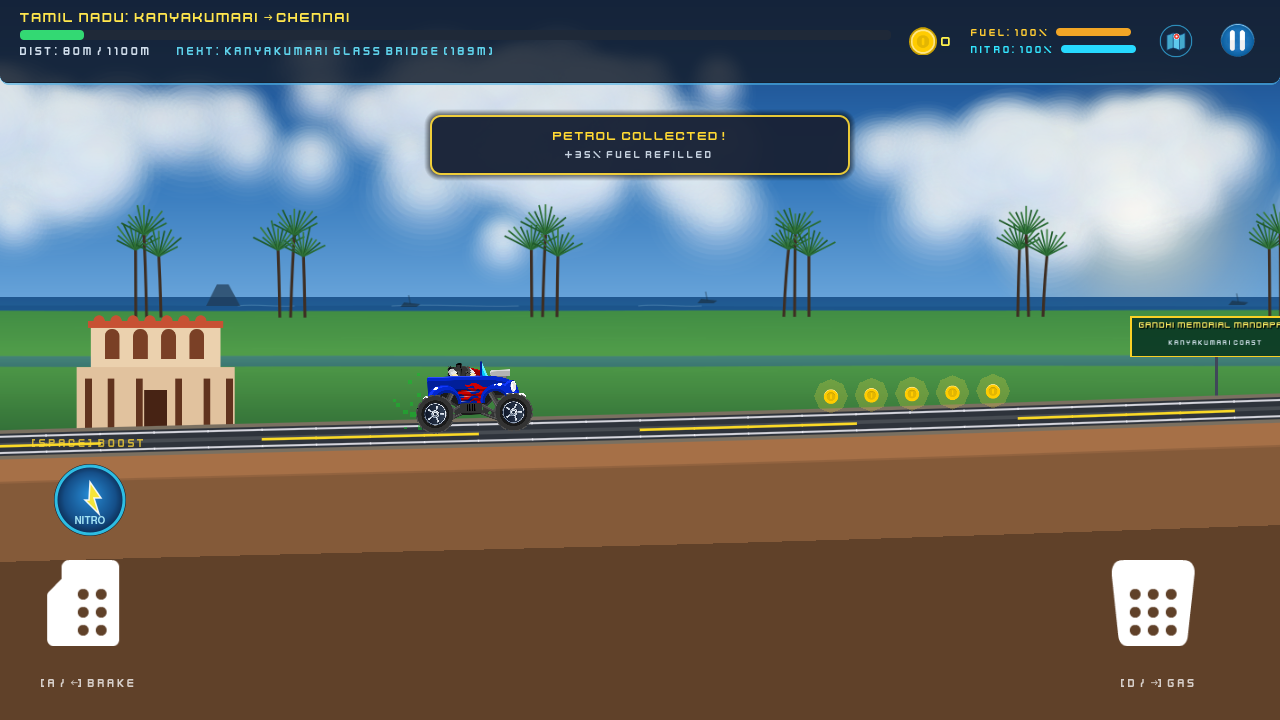 TAMIL NADU: KANYAKUMARI → CHENNAI
DIST: 80M / 1100M NEXT: KANYAKUMARI GLASS BRIDGE (189M)
0
FUEL: 100%
NITRO: 100%
PETROL COLLECTED!
+35% FUEL REFILLED
GANDHI MEMORIAL
KANYAKUMARI COAST
[SPACE] BOOST
NITRO
[A / ←] BRAKE
[D / →] GAS